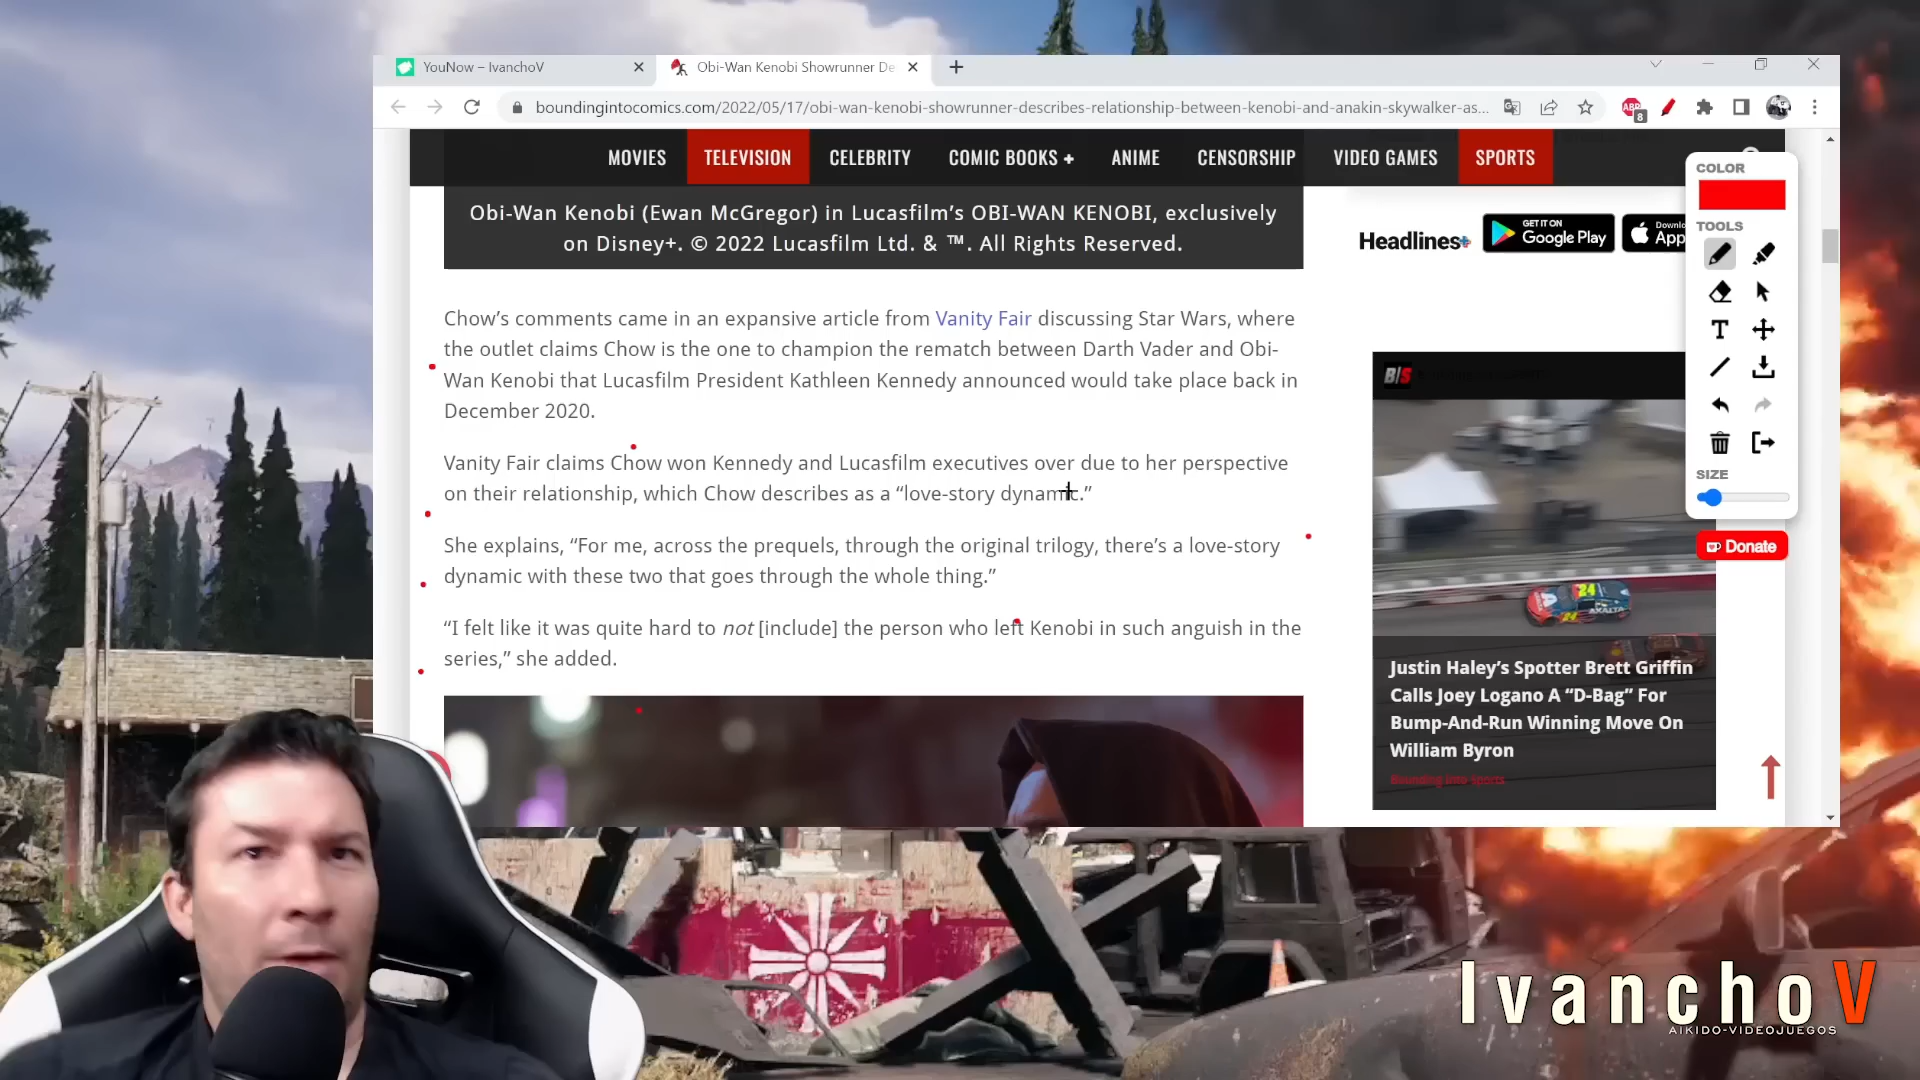 YouNow – IvanchoV
Obi-Wan Kenobi Showrunner De
boundingintocomics.com/2022/05/17/obi-wan-kenobi-showrunner-describes-relationship-between-kenobi-and-anakin-skywalker-as...
ABP
8
MOVIES TELEVISION CELEBRITY COMIC BOOKS + ANIME CENSORSHIP VIDEO GAMES SPORTS
Obi-Wan Kenobi (Ewan McGregor) in Lucasfilm’s OBI-WAN KENOBI, exclusively
on Disney+. © 2022 Lucasfilm Ltd. & ™. All Rights Reserved.
Chow’s comments came in an expansive article from Vanity Fair discussing Star Wars, where
the outlet claims Chow is the one to champion the rematch between Darth Vader and Obi-
Wan Kenobi that Lucasfilm President Kathleen Kennedy announced would take place back in
December 2020.
Vanity Fair claims Chow won Kennedy and Lucasfilm executives over due to her perspective
on their relationship, which Chow describes as a “love-story dynamic.”
She explains, “For me, across the prequels, through the original trilogy, there’s a love-story
dynamic with these two that goes through the whole thing.”
“I felt like it was quite hard to not [include] the person who left Kenobi in such anguish in the
series,” she added.
Headlines+
GET IT ON
Google Play
Downlo
App
B/S
24
AXALTA
Justin Haley’s Spotter Brett Griffin
Calls Joey Logano A “D-Bag” For
Bump-And-Run Winning Move On
William Byron
Bounding Into Sports
COLOR
TOOLS
T
SIZE
Donate
IvanchoV
AIKIDO-VIDEOJUEGOS